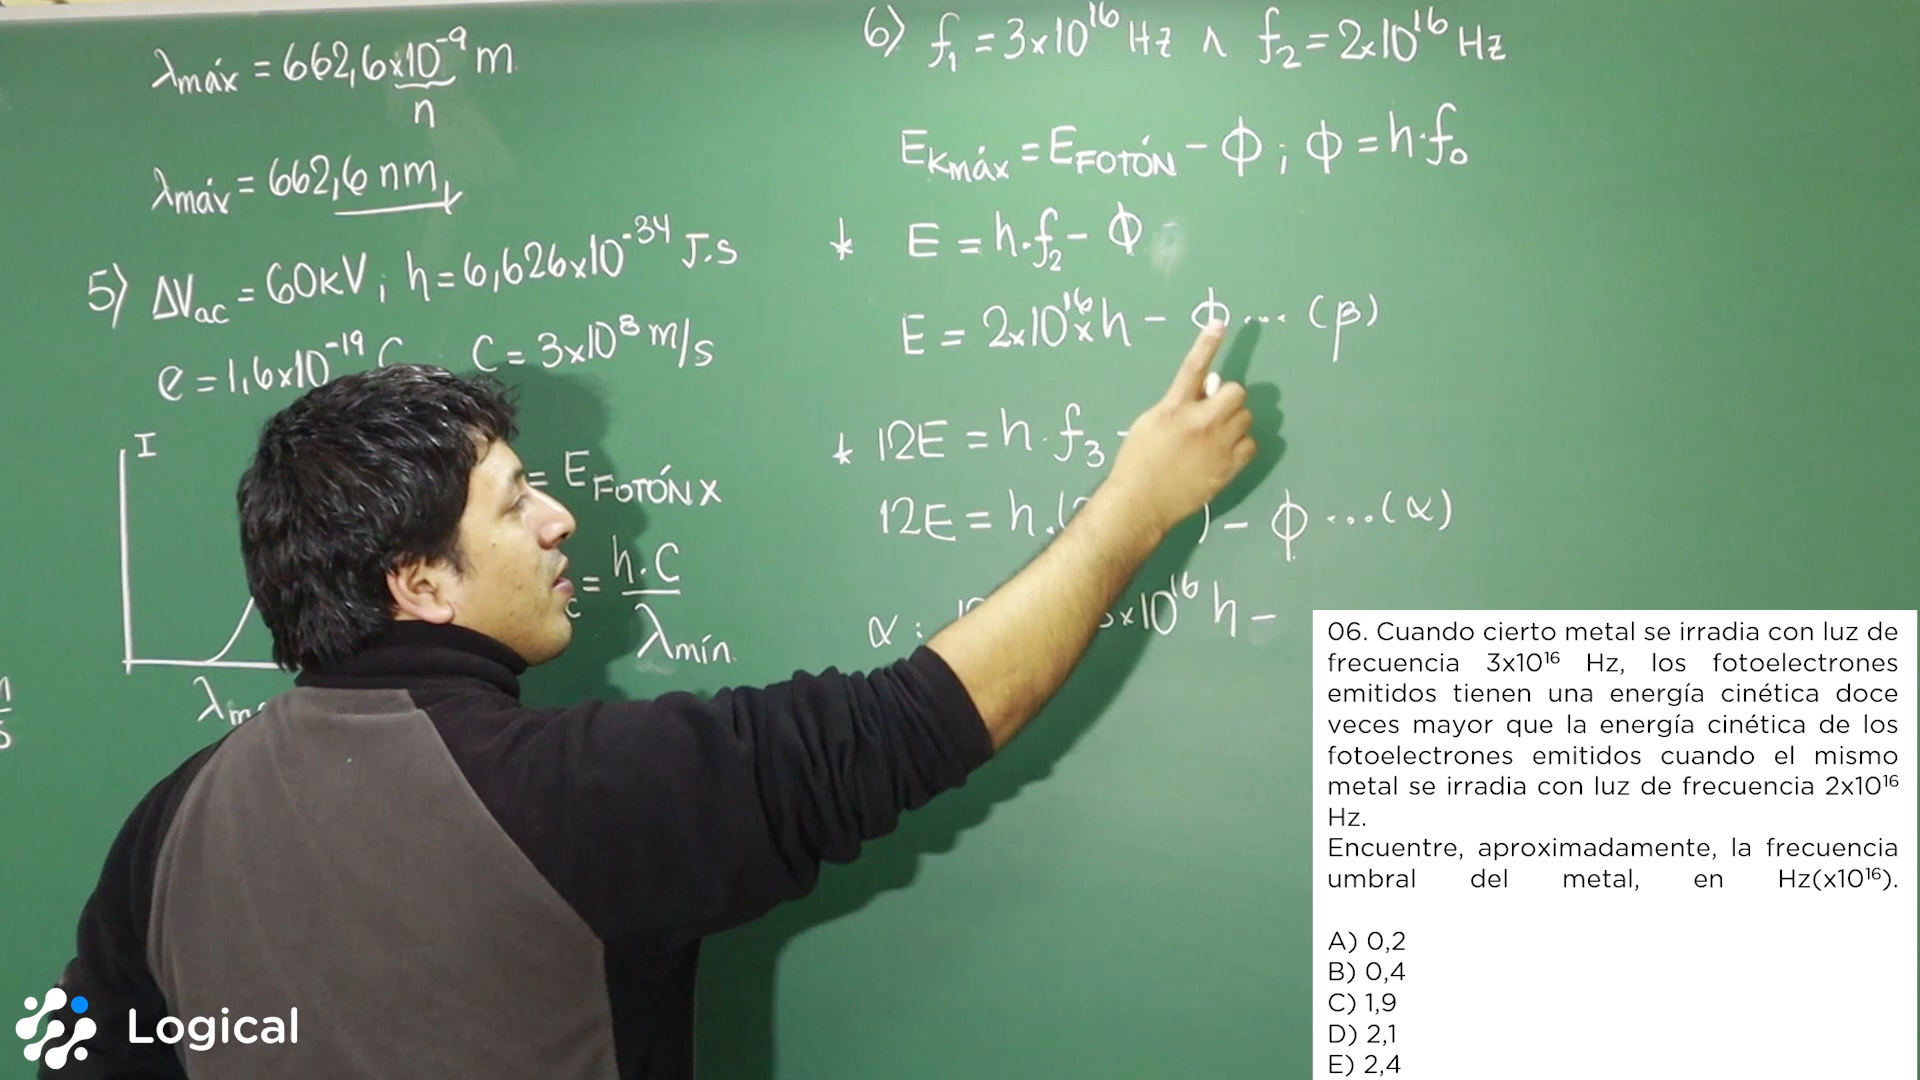 λmáx = 662,6x10⁻⁹ m
n
λmáx = 662,6 nm
5) ΔVac = 60kV ; h = 6,626x10⁻³⁴ J.s
e = 1,6x10⁻¹⁹ C C = 3x10⁸ m/s
I
= E FOTÓN X
= h.C / λmín.
6) f₁ = 3x10¹⁶ Hz ∧ f₂ = 2x10¹⁶ Hz
EKmáx = EFOTÓN - Φ ; Φ = h.f₀
* E = h.f₂ - Φ
E = 2x10¹⁶ x h - Φ ... (β)
* 12E = h.f₃ -
12E = h.( ) - Φ ...(α)
α: x10¹⁶ h -
06. Cuando cierto metal se irradia con luz de
frecuencia 3x10¹⁶ Hz, los fotoelectrones
emitidos tienen una energía cinética doce
veces mayor que la energía cinética de los
fotoelectrones emitidos cuando el mismo
metal se irradia con luz de frecuencia 2x10¹⁶
Hz.
Encuentre, aproximadamente, la frecuencia
umbral del metal, en Hz(x10¹⁶).
A) 0,2
B) 0,4
C) 1,9
D) 2,1
E) 2,4
Logical